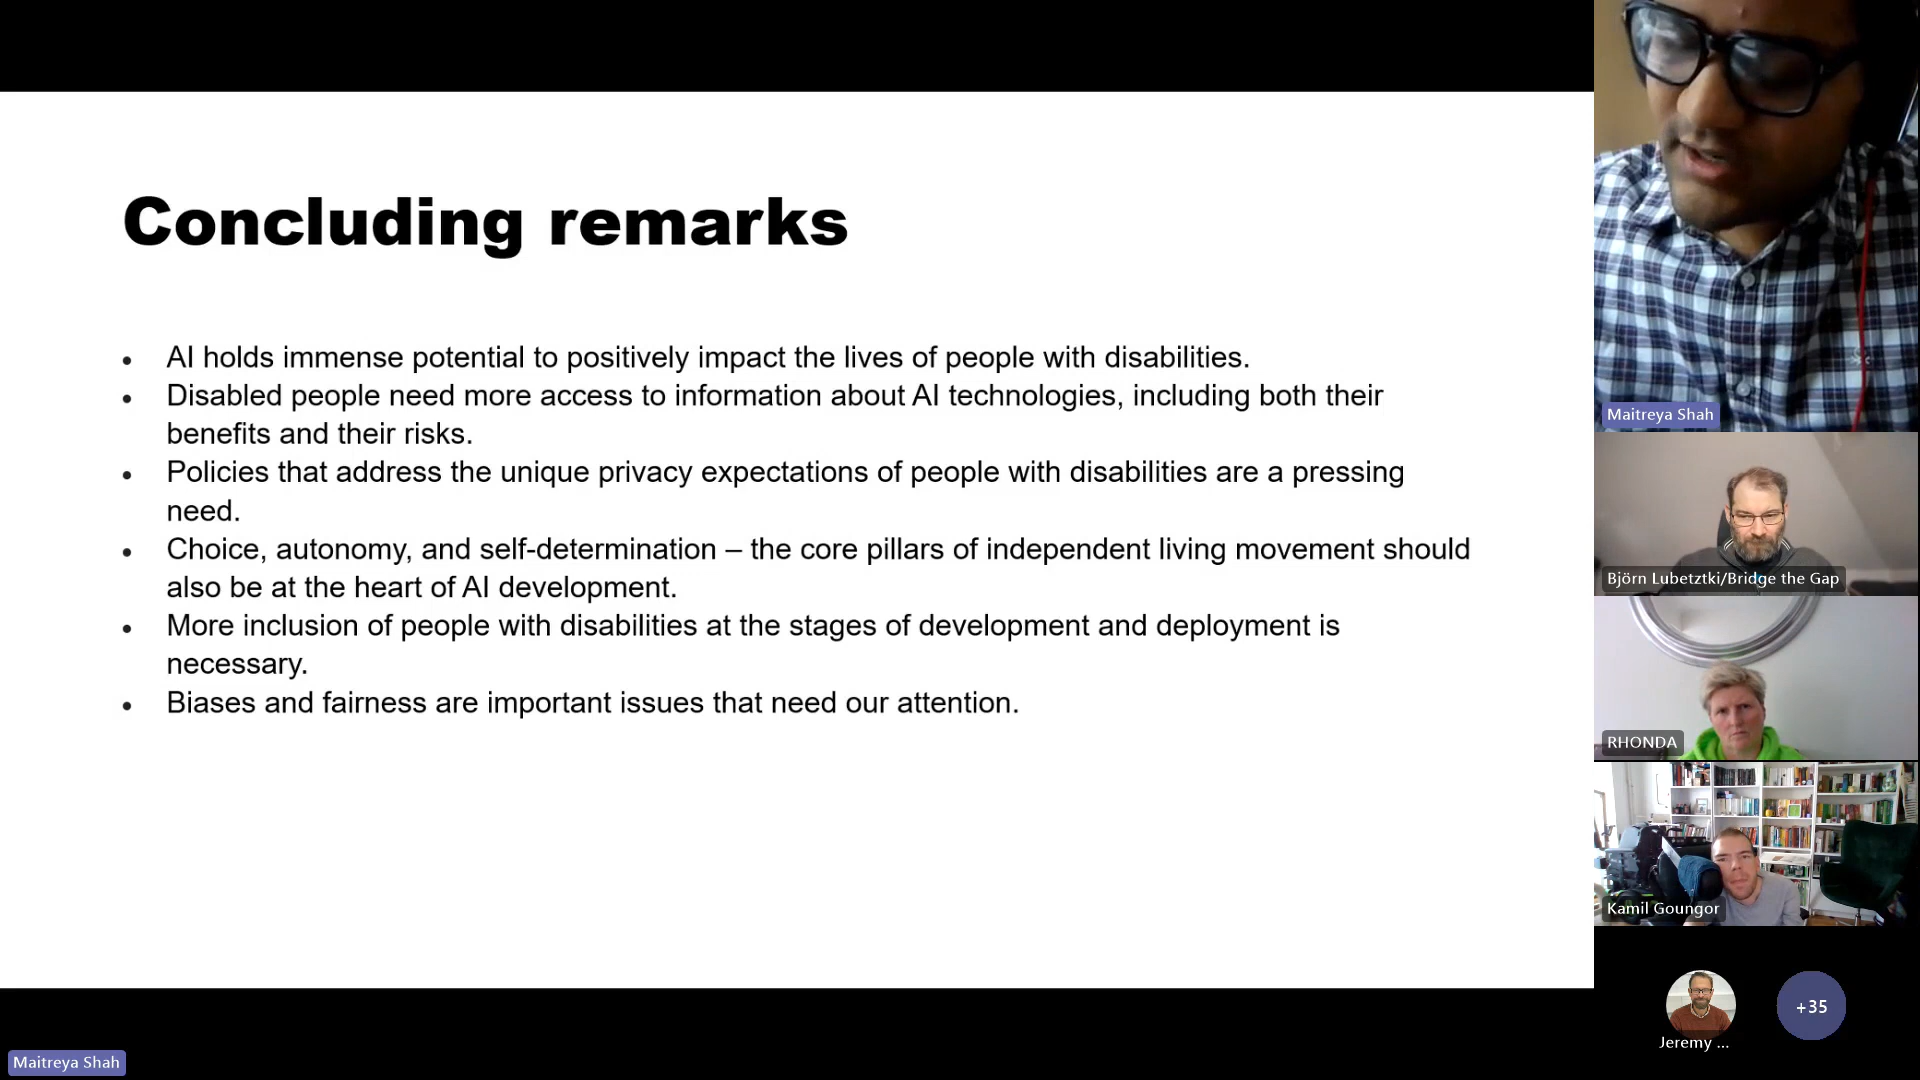 Concluding remarks
• AI holds immense potential to positively impact the lives of people with disabilities.
• Disabled people need more access to information about AI technologies, including both their
benefits and their risks.
• Policies that address the unique privacy expectations of people with disabilities are a pressing
need.
• Choice, autonomy, and self-determination – the core pillars of independent living movement should
also be at the heart of AI development.
• More inclusion of people with disabilities at the stages of development and deployment is
necessary.
• Biases and fairness are important issues that need our attention.
Maitreya Shah
Björn Lubetztki/Bridge the Gap
RHONDA
Kamil Goungor
Jeremy ...
+35
Maitreya Shah